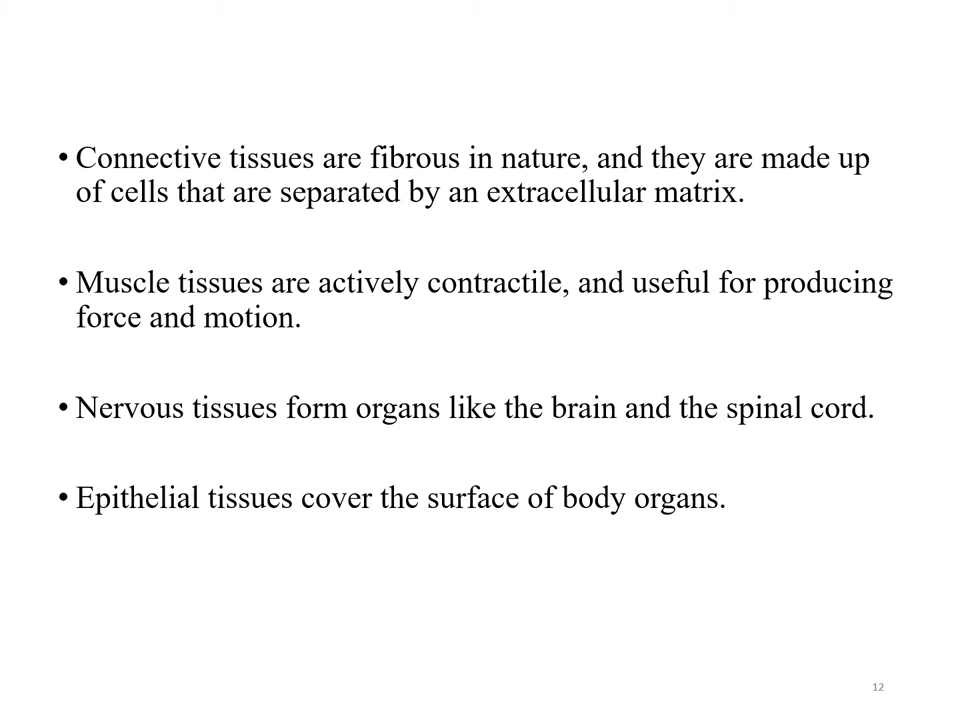 • Connective tissues are fibrous in nature, and they are made up
of cells that are separated by an extracellular matrix.
• Muscle tissues are actively contractile, and useful for producing
force and motion.
• Nervous tissues form organs like the brain and the spinal cord.
• Epithelial tissues cover the surface of body organs.
12